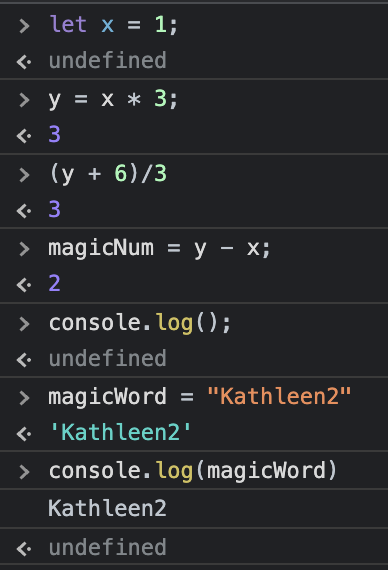 > let x = 1;
<· undefined
> y = x * 3;
<· 3
> (y + 6)/3
<· 3
> magicNum = y - x;
<· 2
> console.log();
<· undefined
> magicWord = "Kathleen2"
<· 'Kathleen2'
> console.log(magicWord)
Kathleen2
<· undefined